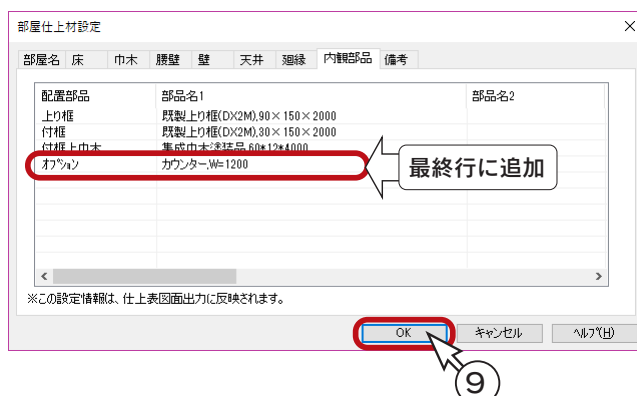 部屋仕上材設定
部屋名 床 巾木 腰壁 壁 天井 廻縁 内観部品 備考
配置部品 部品名1 部品名2
上り框 既製上り框(DX2M),90×150×2000
付框 既製上り框(DX2M),30×150×2000
付框上巾木 集成巾木塗装品,60*12*4000
ｵﾌﾟｼｮﾝ カウンター,W=1200
最終行に追加
※この設定情報は、仕上表図面出力に反映されます。
OK キャンセル ﾍﾙﾌﾟ(H)
⑨